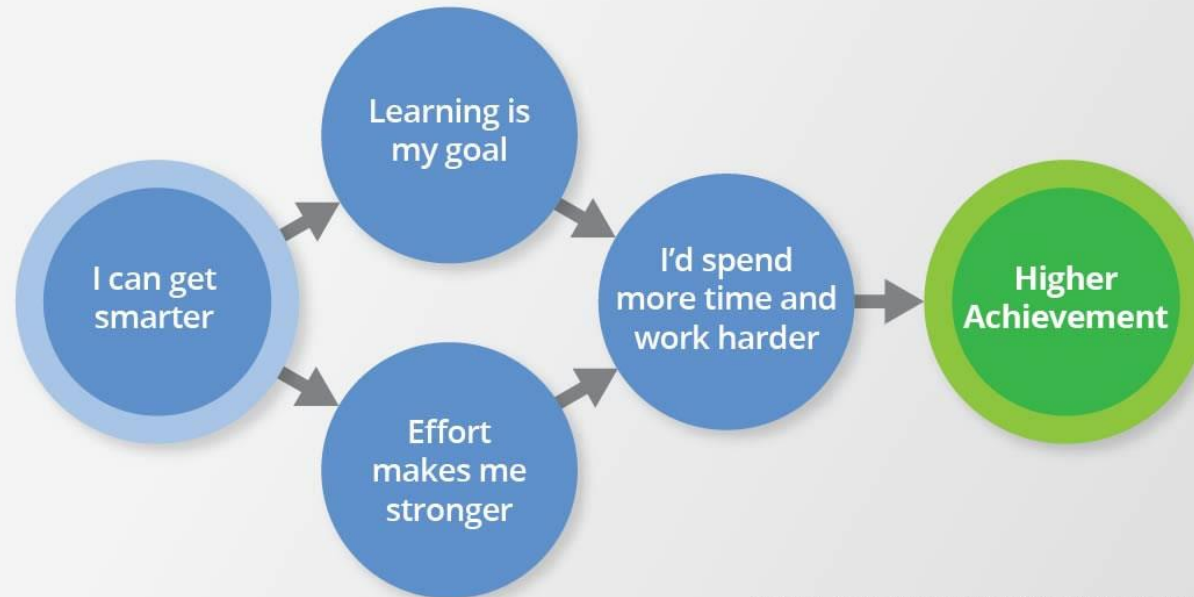 I can get
smarter
Learning is
my goal
Effort
makes me
stronger
I’d spend
more time and
work harder
Higher
Achievement